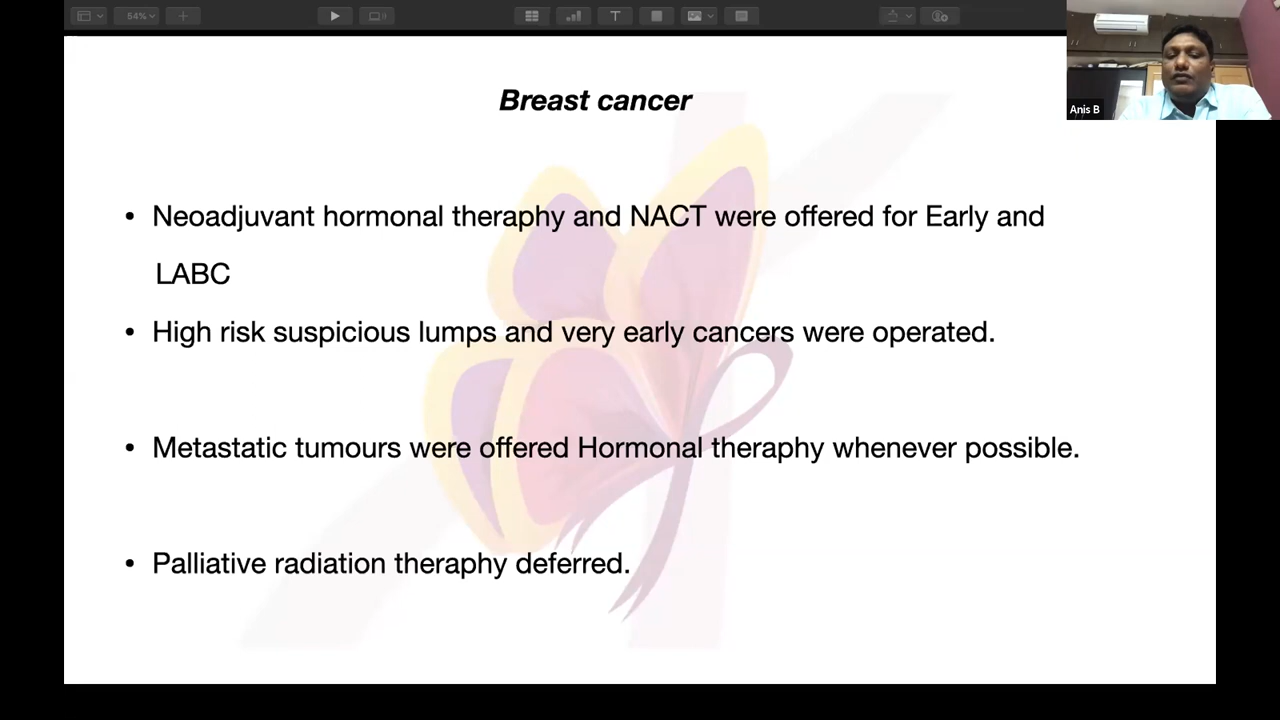 54%
Breast cancer
• Neoadjuvant hormonal theraphy and NACT were offered for Early and
LABC
• High risk suspicious lumps and very early cancers were operated.
• Metastatic tumours were offered Hormonal theraphy whenever possible.
• Palliative radiation theraphy deferred.
Anis B